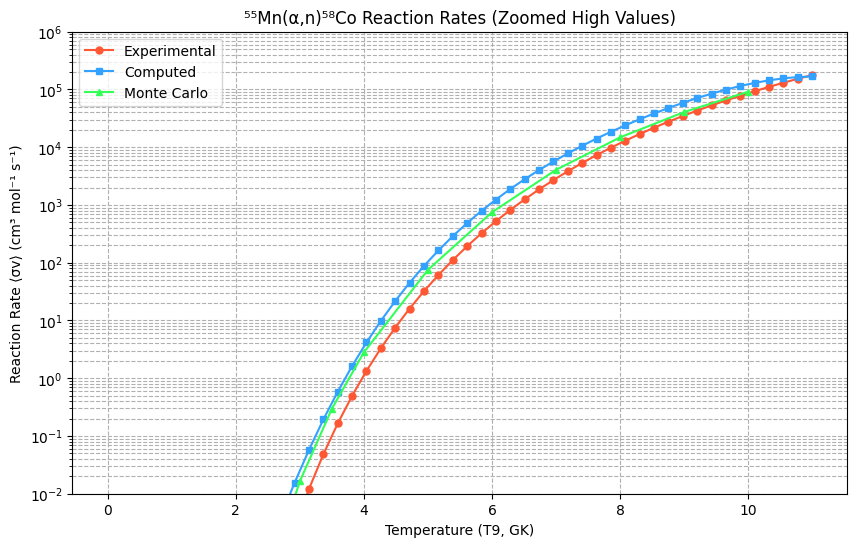 ⁵⁵Mn(α,n)⁵⁸Co Reaction Rates (Zoomed High Values)
Experimental
Computed
Monte Carlo
Reaction Rate ⟨σv⟩ (cm³ mol⁻¹ s⁻¹)
10⁶
10⁵
10⁴
10³
10²
10¹
10⁰
10⁻¹
10⁻²
0 2 4 6 8 10
Temperature (T9, GK)